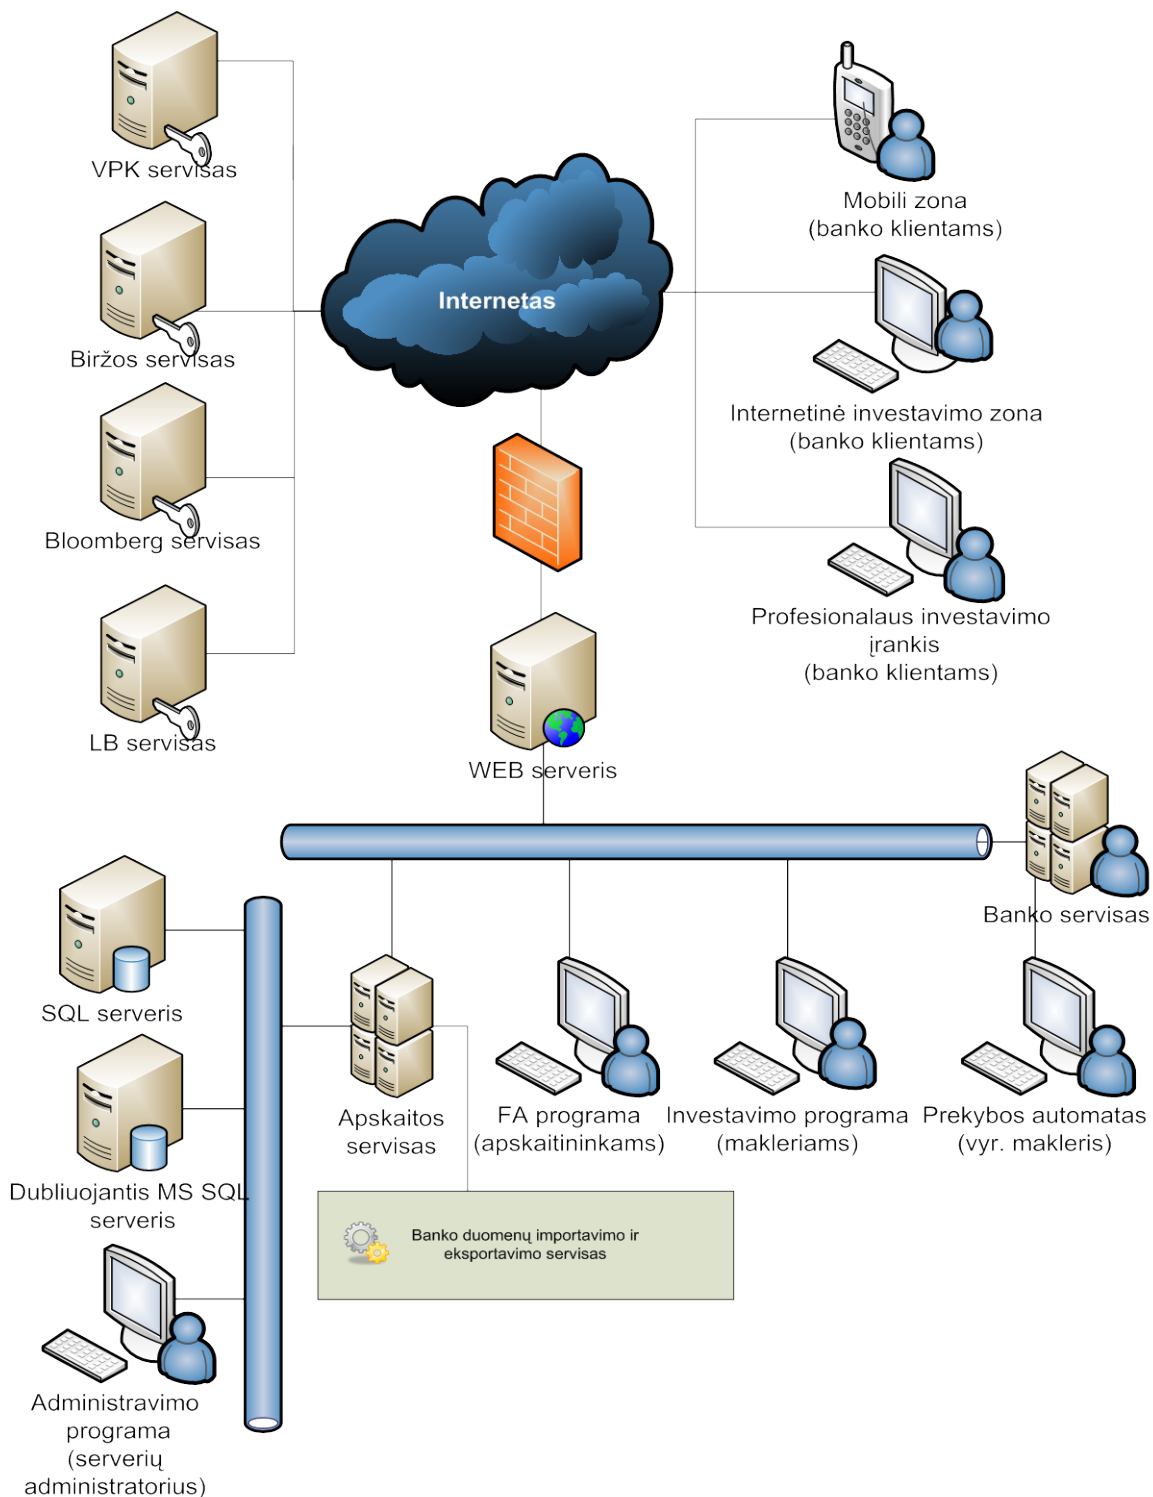 VPK servisas
Mobili zona
(banko klientams)
Internetas
Biržos servisas
Internetinė investavimo zona
(banko klientams)
Bloomberg servisas
Profesionalaus investavimo
įrankis
(banko klientams)
LB servisas
WEB serveris
Banko servisas
SQL serveris
Apskaitos
servisas
FA programa
(apskaitininkams)
Investavimo programa
(makleriams)
Prekybos automatas
(vyr. makleris)
Dubliuojantis MS SQL
serveris
Banko duomenų importavimo ir
eksportavimo servisas
Administravimo
programa
(serverių
administratorius)